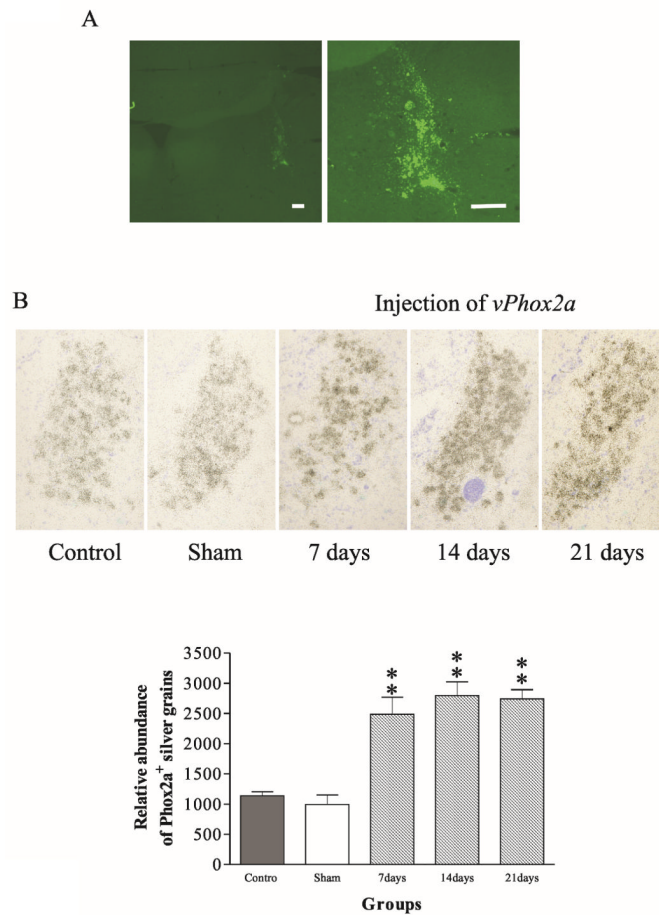 A
B
Injection of vPhox2a
Control Sham 7 days 14 days 21 days
Relative abundance
of Phox2a+ silver grains
3500
3000
2500
2000
1500
1000
500
0
** ** **
Contro Sham 7days 14days 21days
Groups